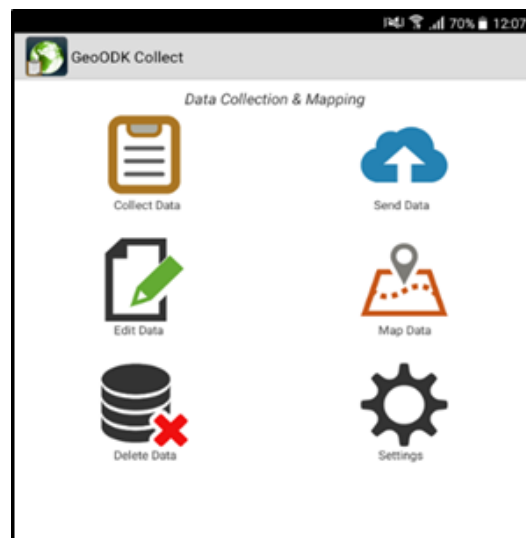 70% 12:07
GeoODK Collect
Data Collection & Mapping
Collect Data
Send Data
Edit Data
Map Data
Delete Data
Settings